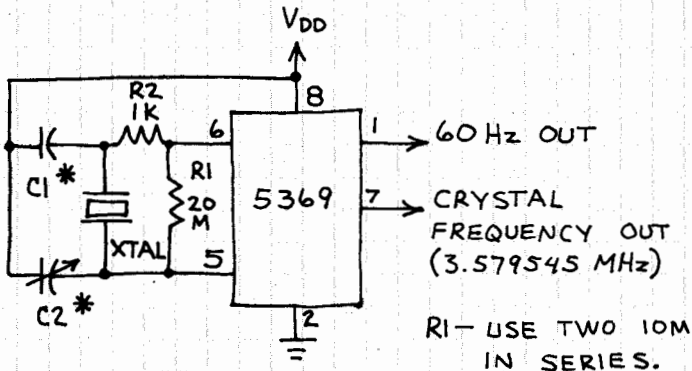 VDD
R2
1K
8
6
1
60 Hz OUT
C1 *
R1
20
M
5369
7
CRYSTAL
FREQUENCY OUT
(3.579545 MHz)
XTAL
5
C2 *
2
R1 — USE TWO 10M
IN SERIES.